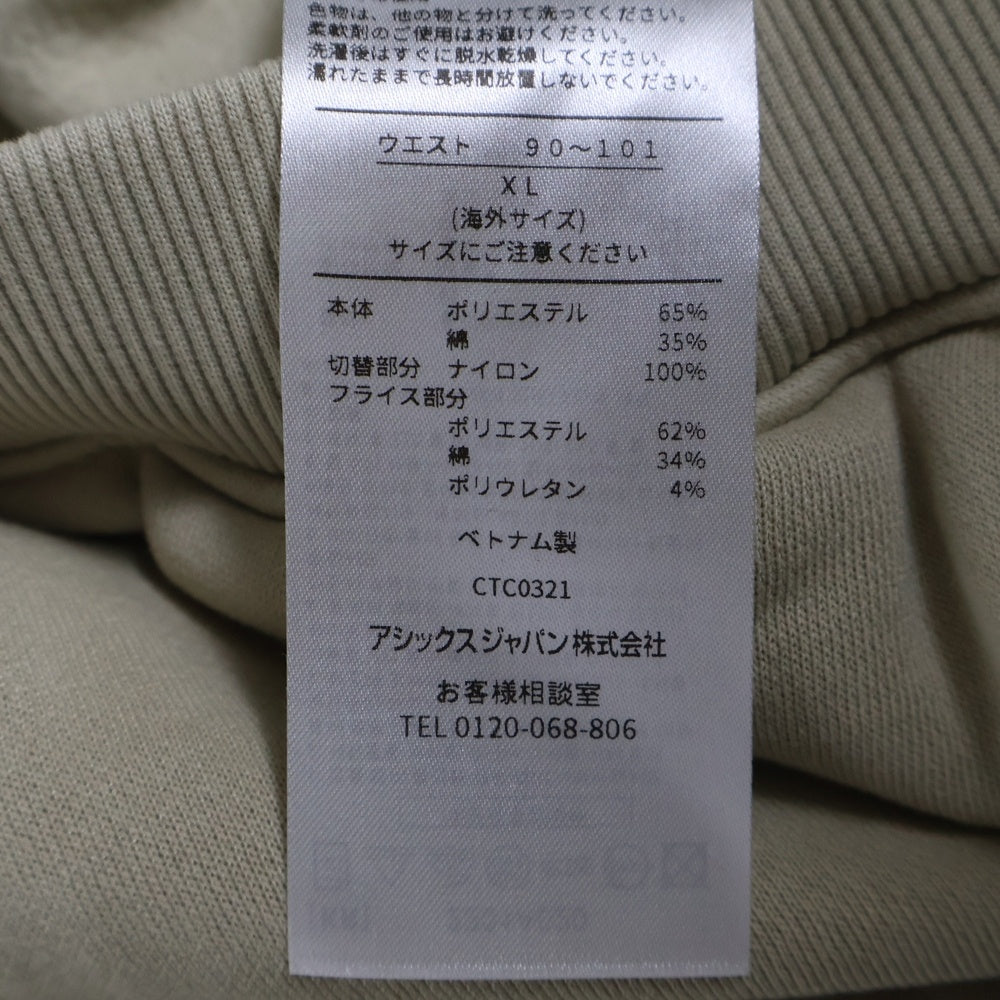 色物は、他の物と分けて洗ってください。
柔軟剤のご使用はお避けください。
洗濯後はすぐに脱水乾燥してください。
濡れたままで長時間放置しないでください。
ウエスト 90～101
XL
(海外サイズ)
サイズにご注意ください
本体 ポリエステル 65%
綿 35%
切替部分 ナイロン 100%
フライス部分
ポリエステル 62%
綿 34%
ポリウレタン 4%
ベトナム製
CTC0321
アシックスジャパン株式会社
お客様相談室
TEL 0120-068-806